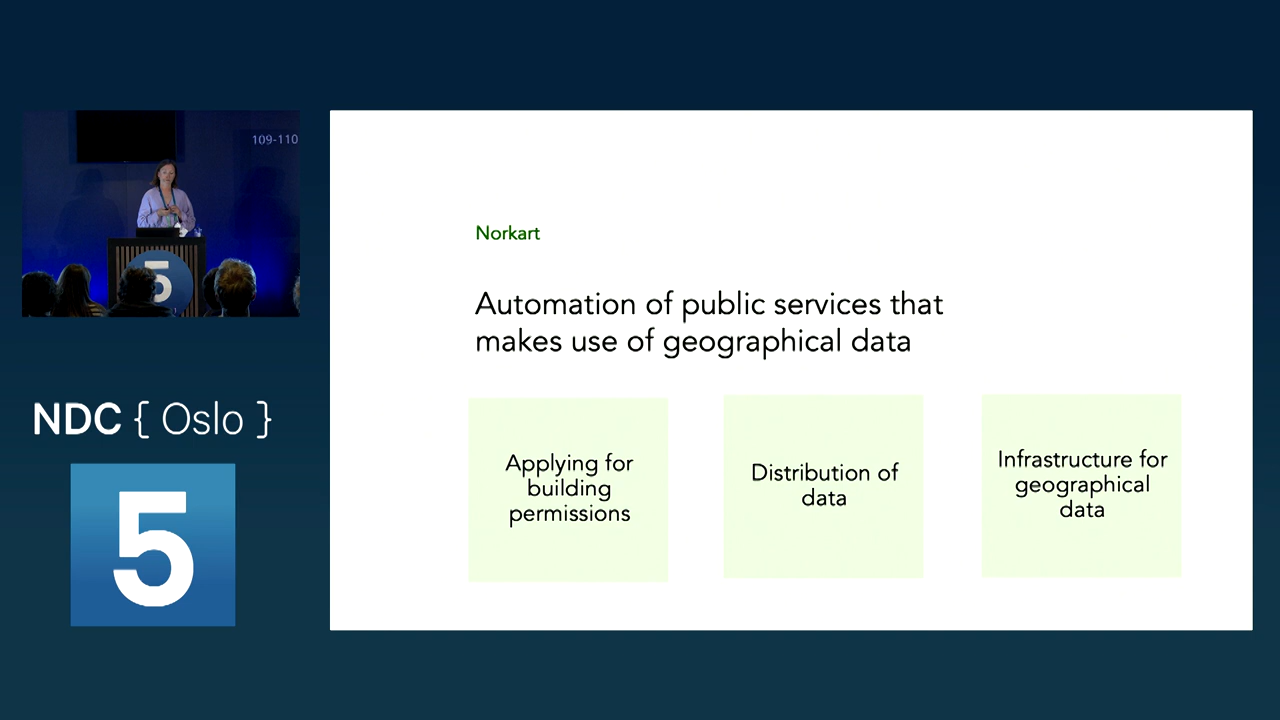 109-110
5
NDC { Oslo }
5
Norkart
Automation of public services that
makes use of geographical data
Applying for
building
permissions
Distribution of
data
Infrastructure for
geographical
data